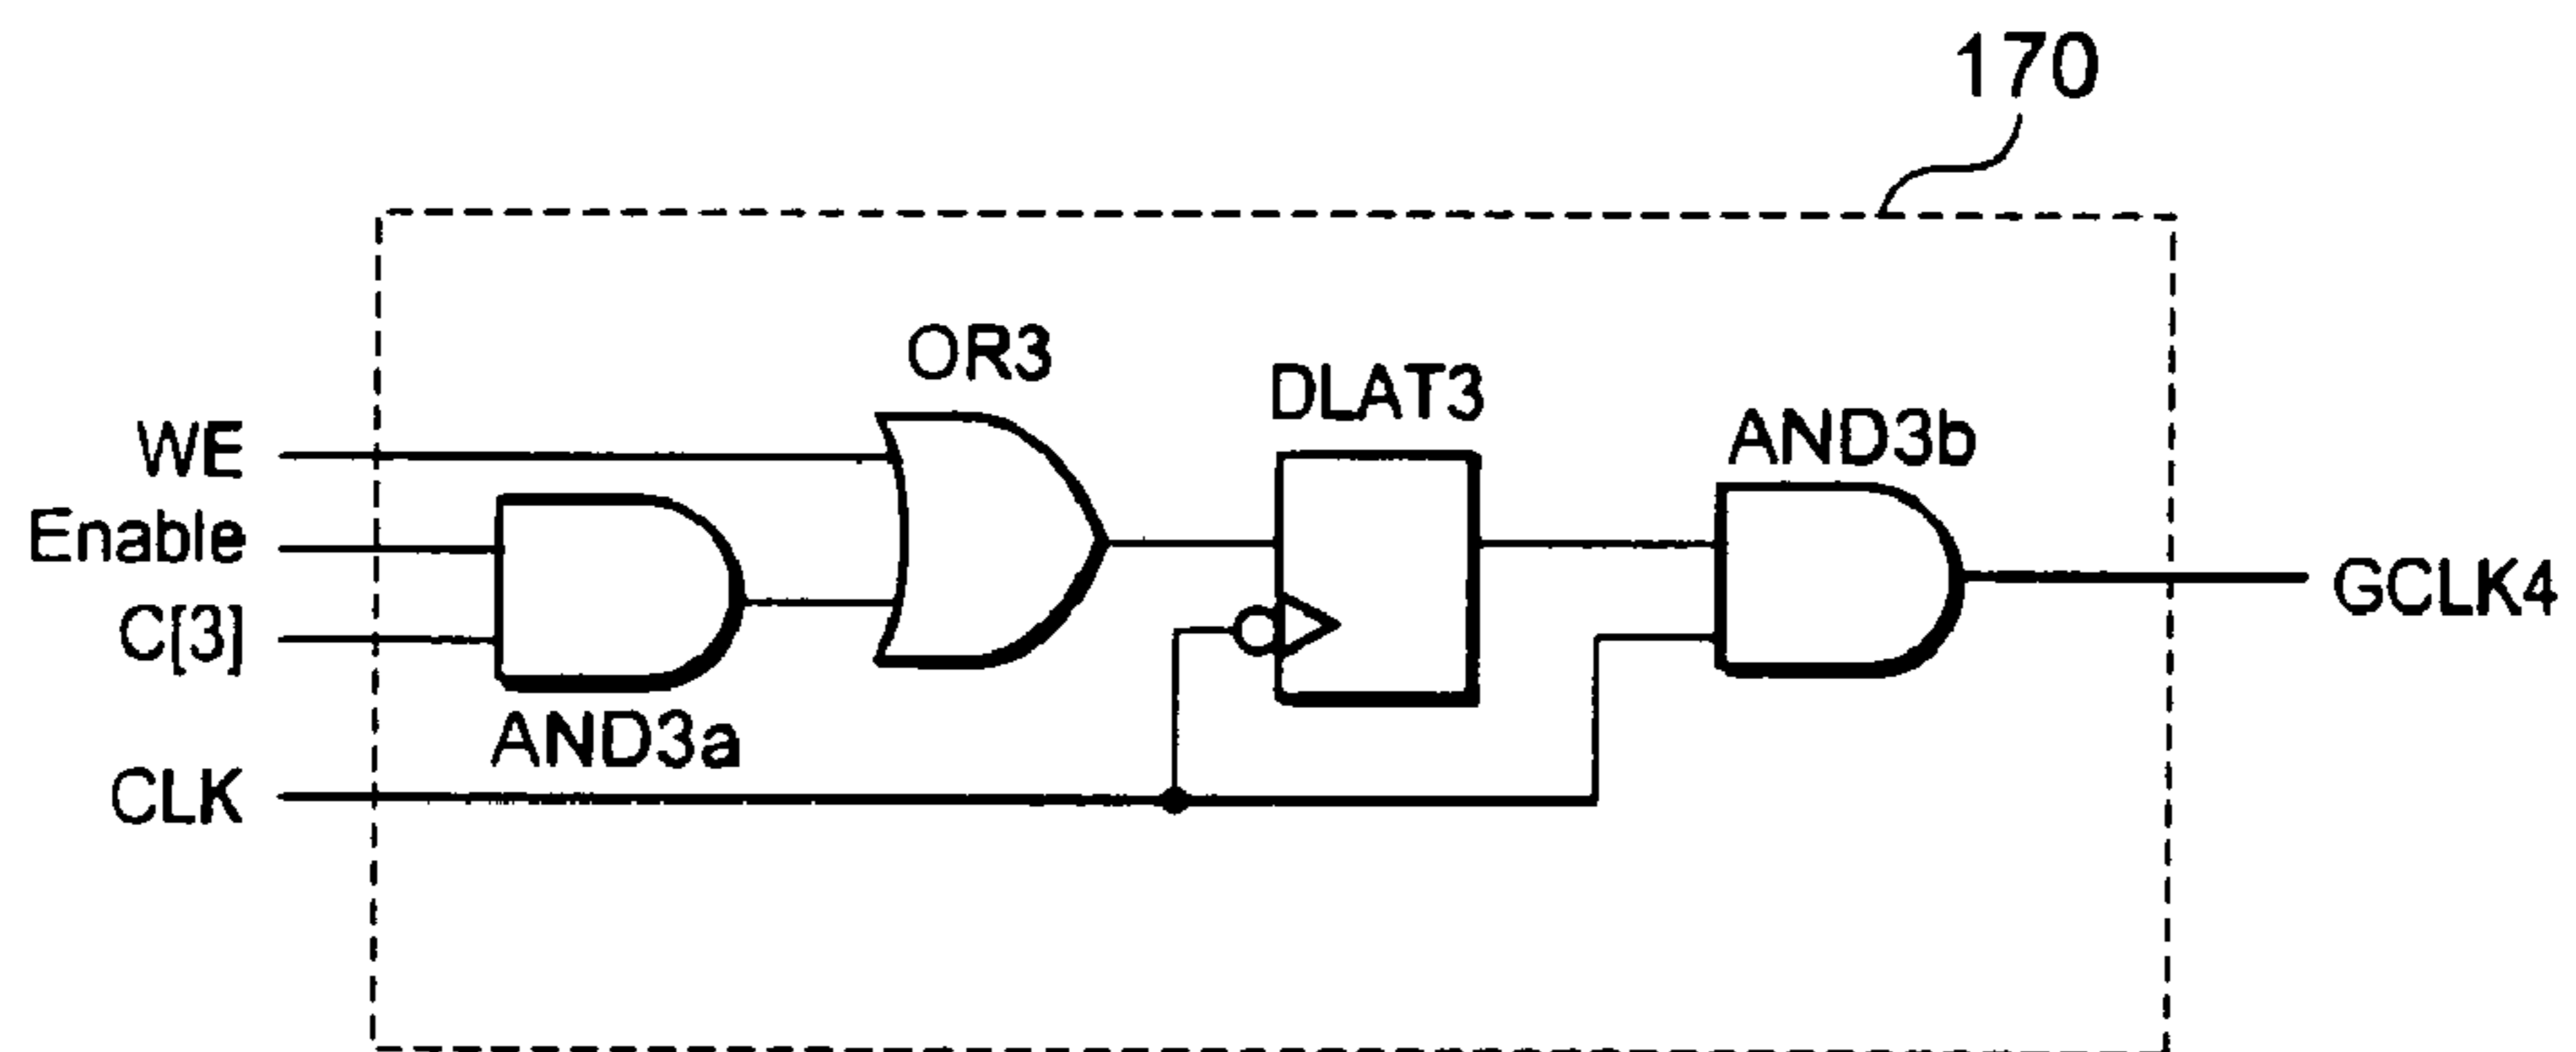 170
OR3
DLAT3
AND3b
WE
Enable
C[3]
AND3a
CLK
GCLK4